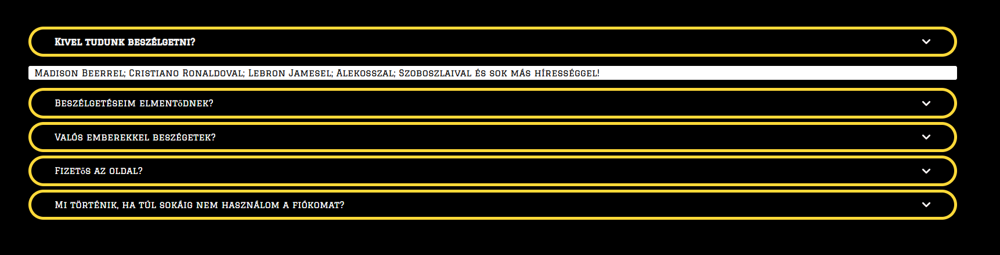 Kivel tudunk beszélgetni?
Madison Beerrel; Cristiano Ronaldoval; Lebron Jamesel; Alekosszal; Szoboszlaival és sok más hírességgel!
Beszélgetéseim elmentődnek?
Valós emberekkel beszégetek?
Fizetős az oldal?
Mi történik, ha túl sokáig nem használom a fiókomat?